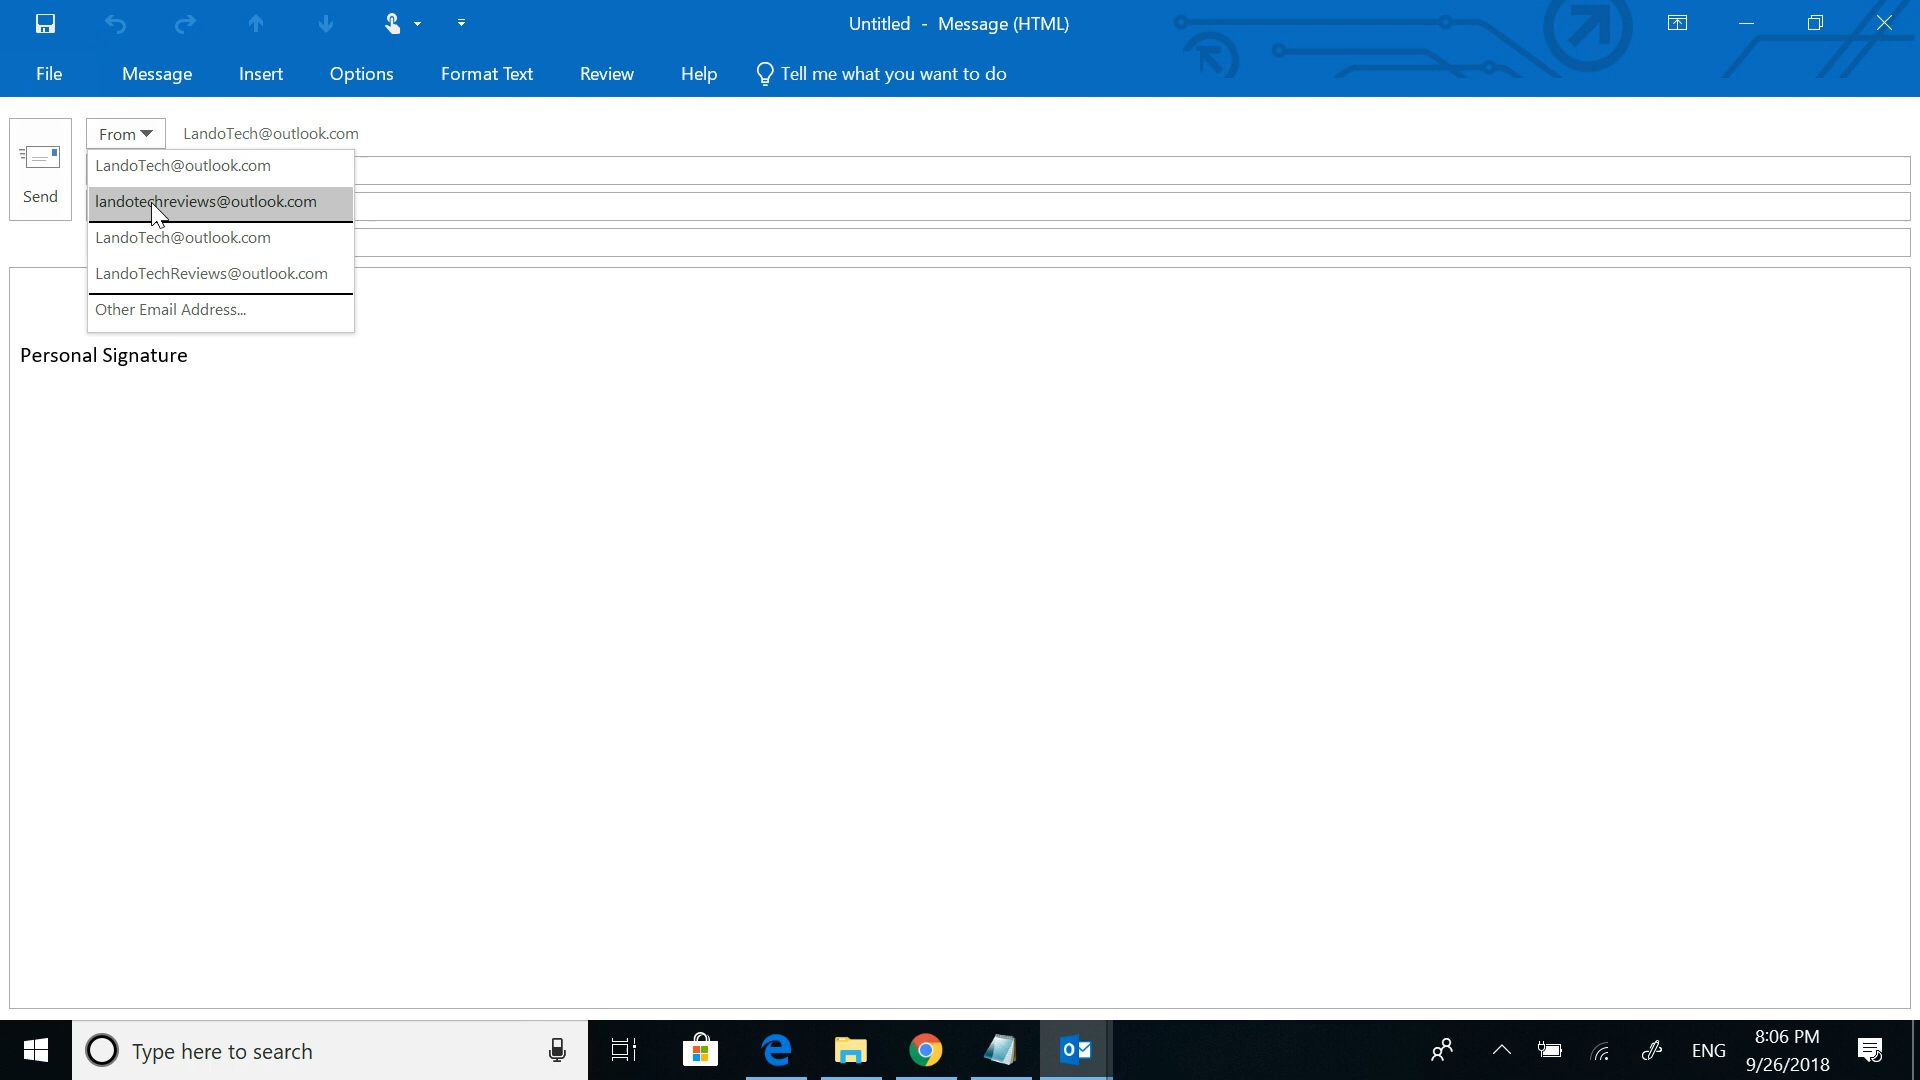 Untitled - Message (HTML)
File Message Insert Options Format Text Review Help Tell me what you want to do
Send
From LandoTech@outlook.com
LandoTech@outlook.com
landotechreviews@outlook.com
LandoTech@outlook.com
LandoTechReviews@outlook.com
Other Email Address...
Personal Signature
Type here to search
ENG
8:06 PM
9/26/2018